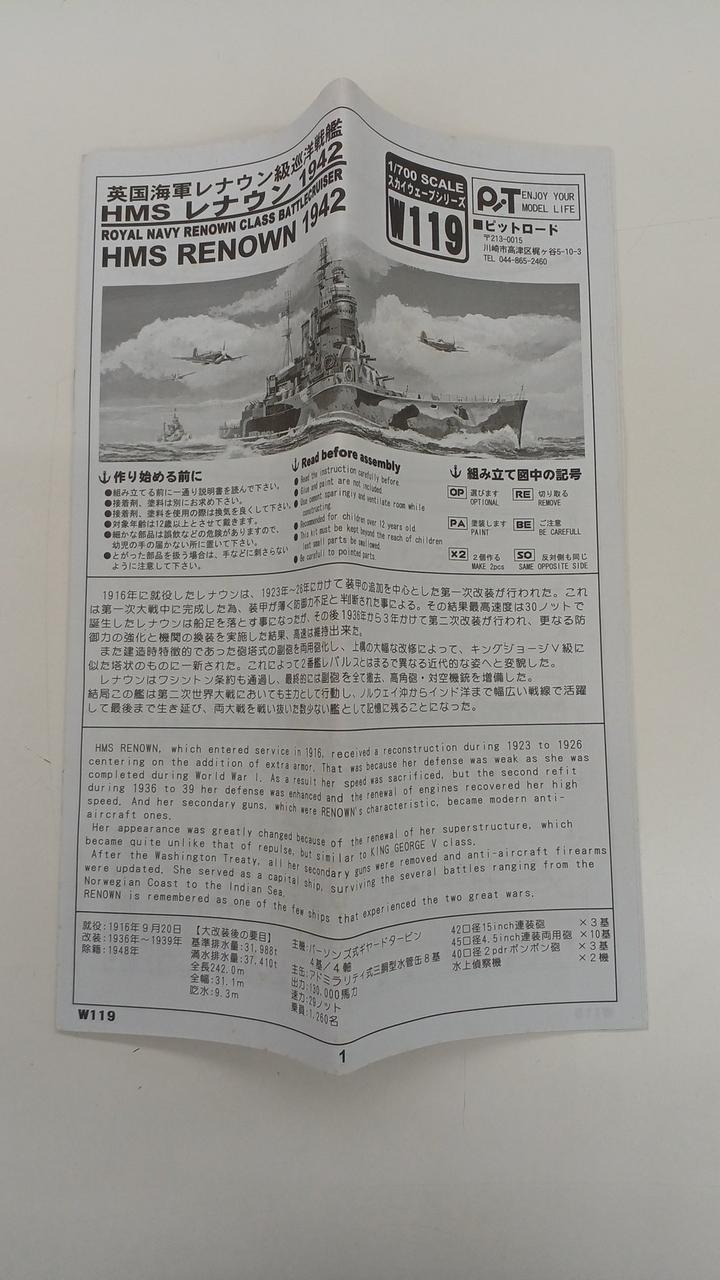 英国海軍レナウン級巡洋戦艦
HMS レナウン 1942
ROYAL NAVY RENOWN CLASS BATTLECRUISER
HMS RENOWN 1942
1/700 SCALE
スカイウェーブシリーズ
W119
PIT
ENJOY YOUR
MODEL LIFE
■ピットロード
〒213-0015
川崎市高津区梶ヶ谷5-10-3
TEL 044-865-2460
作り始める前に
●組み立てる前に一通り説明書を読んで下さい。
●接着剤、塗料は別にお求め下さい。
●接着剤、塗料を使用の際は換気を良くして下さい。
●対象年齢は12歳以上とさせて戴きます。
●細かな部品は誤飲などの危険がありますので、
幼児の手の届かない所に置いて下さい。
●とがった部品を扱う場合は、手などに刺さらない
ように注意して下さい。
Read before assembly
● Read the instruction carefully before.
● Glue and paint are not included.
● Use cement sparingly and ventilate room while
constructing.
● Recommended for children over 12 years old.
● This kit must be kept beyond the reach of children
lest small parts be swallowed.
● Be carefull to pointed parts.
組み立て図中の記号
OP 選びます
OPTIONAL
RE 切り取る
REMOVE
PA 塗装します
PAINT
BE ご注意
BE CAREFULL
X2 2個作る
MAKE 2pcs
SO 反対側も同じ
SAME OPPOSITE SIDE
1916年に就役したレナウンは、1923年~26年にかけて装甲の追加を中心とした第一次改装が行われた。これ
は第一次大戦中に完成した為、装甲が薄く防御力不足と判断された事による。その結果最高速度は30ノットで
誕生したレナウンは船足を落とす事になったが、その後1936年から3年かけて第二次改装が行われ、更なる防
御力の強化と機関の換装を実施した結果、高速は維持出来た。
また建造時特徴的であった砲塔式の副砲を両用砲化し、上構の大幅な改修によって、キングジョージⅤ級に
似た塔状のものに一新された。これによって2番艦レパルスとはまるで異なる近代的な姿へと変貌した。
レナウンはワシントン条約も通過し、最終的には副砲を全て撤去、高角砲・対空機銃を増備した。
結局この艦は第二次世界大戦においても主力として行動し、ノルウェイ沖からインド洋まで幅広い戦線で活躍
して最後まで生き延び、両大戦を戦い抜いた数少ない艦として記憶に残ることになった。
HMS RENOWN, which entered service in 1916, received a reconstruction during 1923 to 1926
centering on the addition of extra armor. That was because her defense was weak as she was
completed during World War I. As a result her speed was sacrificed, but the second refit
during 1936 to 39 her defense was enhanced and the renewal of engines recovered her high
speed. And her secondary guns, which were RENOWN's characteristic, became modern anti-
aircraft ones.
Her appearance was greatly changed because of the renewal of her superstructure, which
became quite unlike that of repulse, but similar to KING GEORGE V class.
After the Washington Treaty, all her secondary guns were removed and anti-aircraft firearms
were updated. She served as a capital ship, surviving the several battles ranging from the
Norwegian Coast to the Indian Sea.
RENOWN is remembered as one of the few ships that experienced the two great wars.
就役:1916年9月20日
改装:1936年~1939年
除籍:1948年
【大改装後の要目】
基準排水量:31,988t
満水排水量:37,410t
全長242.0m
全幅:31.1m
吃水:9.3m
主機:パーソンズ式ギヤードタービン
4基/4軸
主缶:アドミラリテイ式三胴型水管缶8基
出力:130,000馬力
速力:29ノット
乗員:1,260名
42口径15inch連装砲 ×3基
45口径4.5inch連装両用砲 ×10基
40口径2pdrポンポン砲 ×3基
水上偵察機 ×2機
W119
1